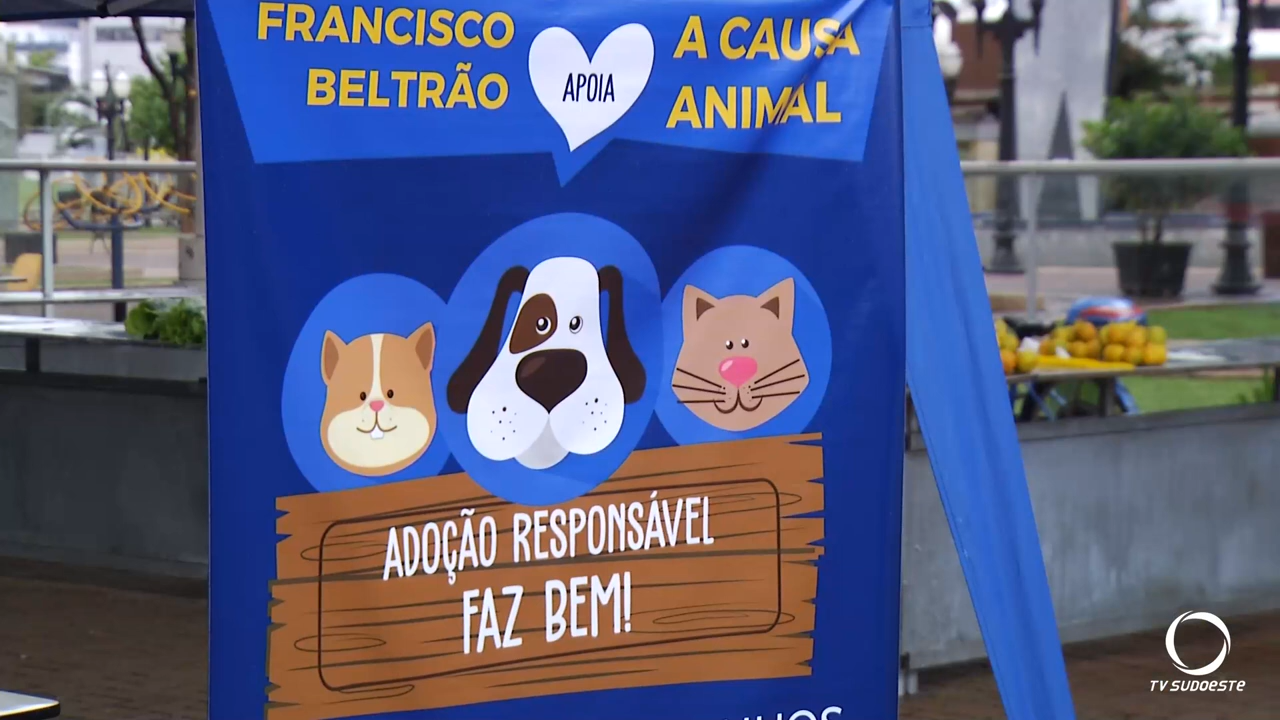 FRANCISCO
BELTRÃO
APOIA
A CAUSA
ANIMAL
ADOÇÃO RESPONSÁVEL
FAZ BEM!
TV SUDOESTE